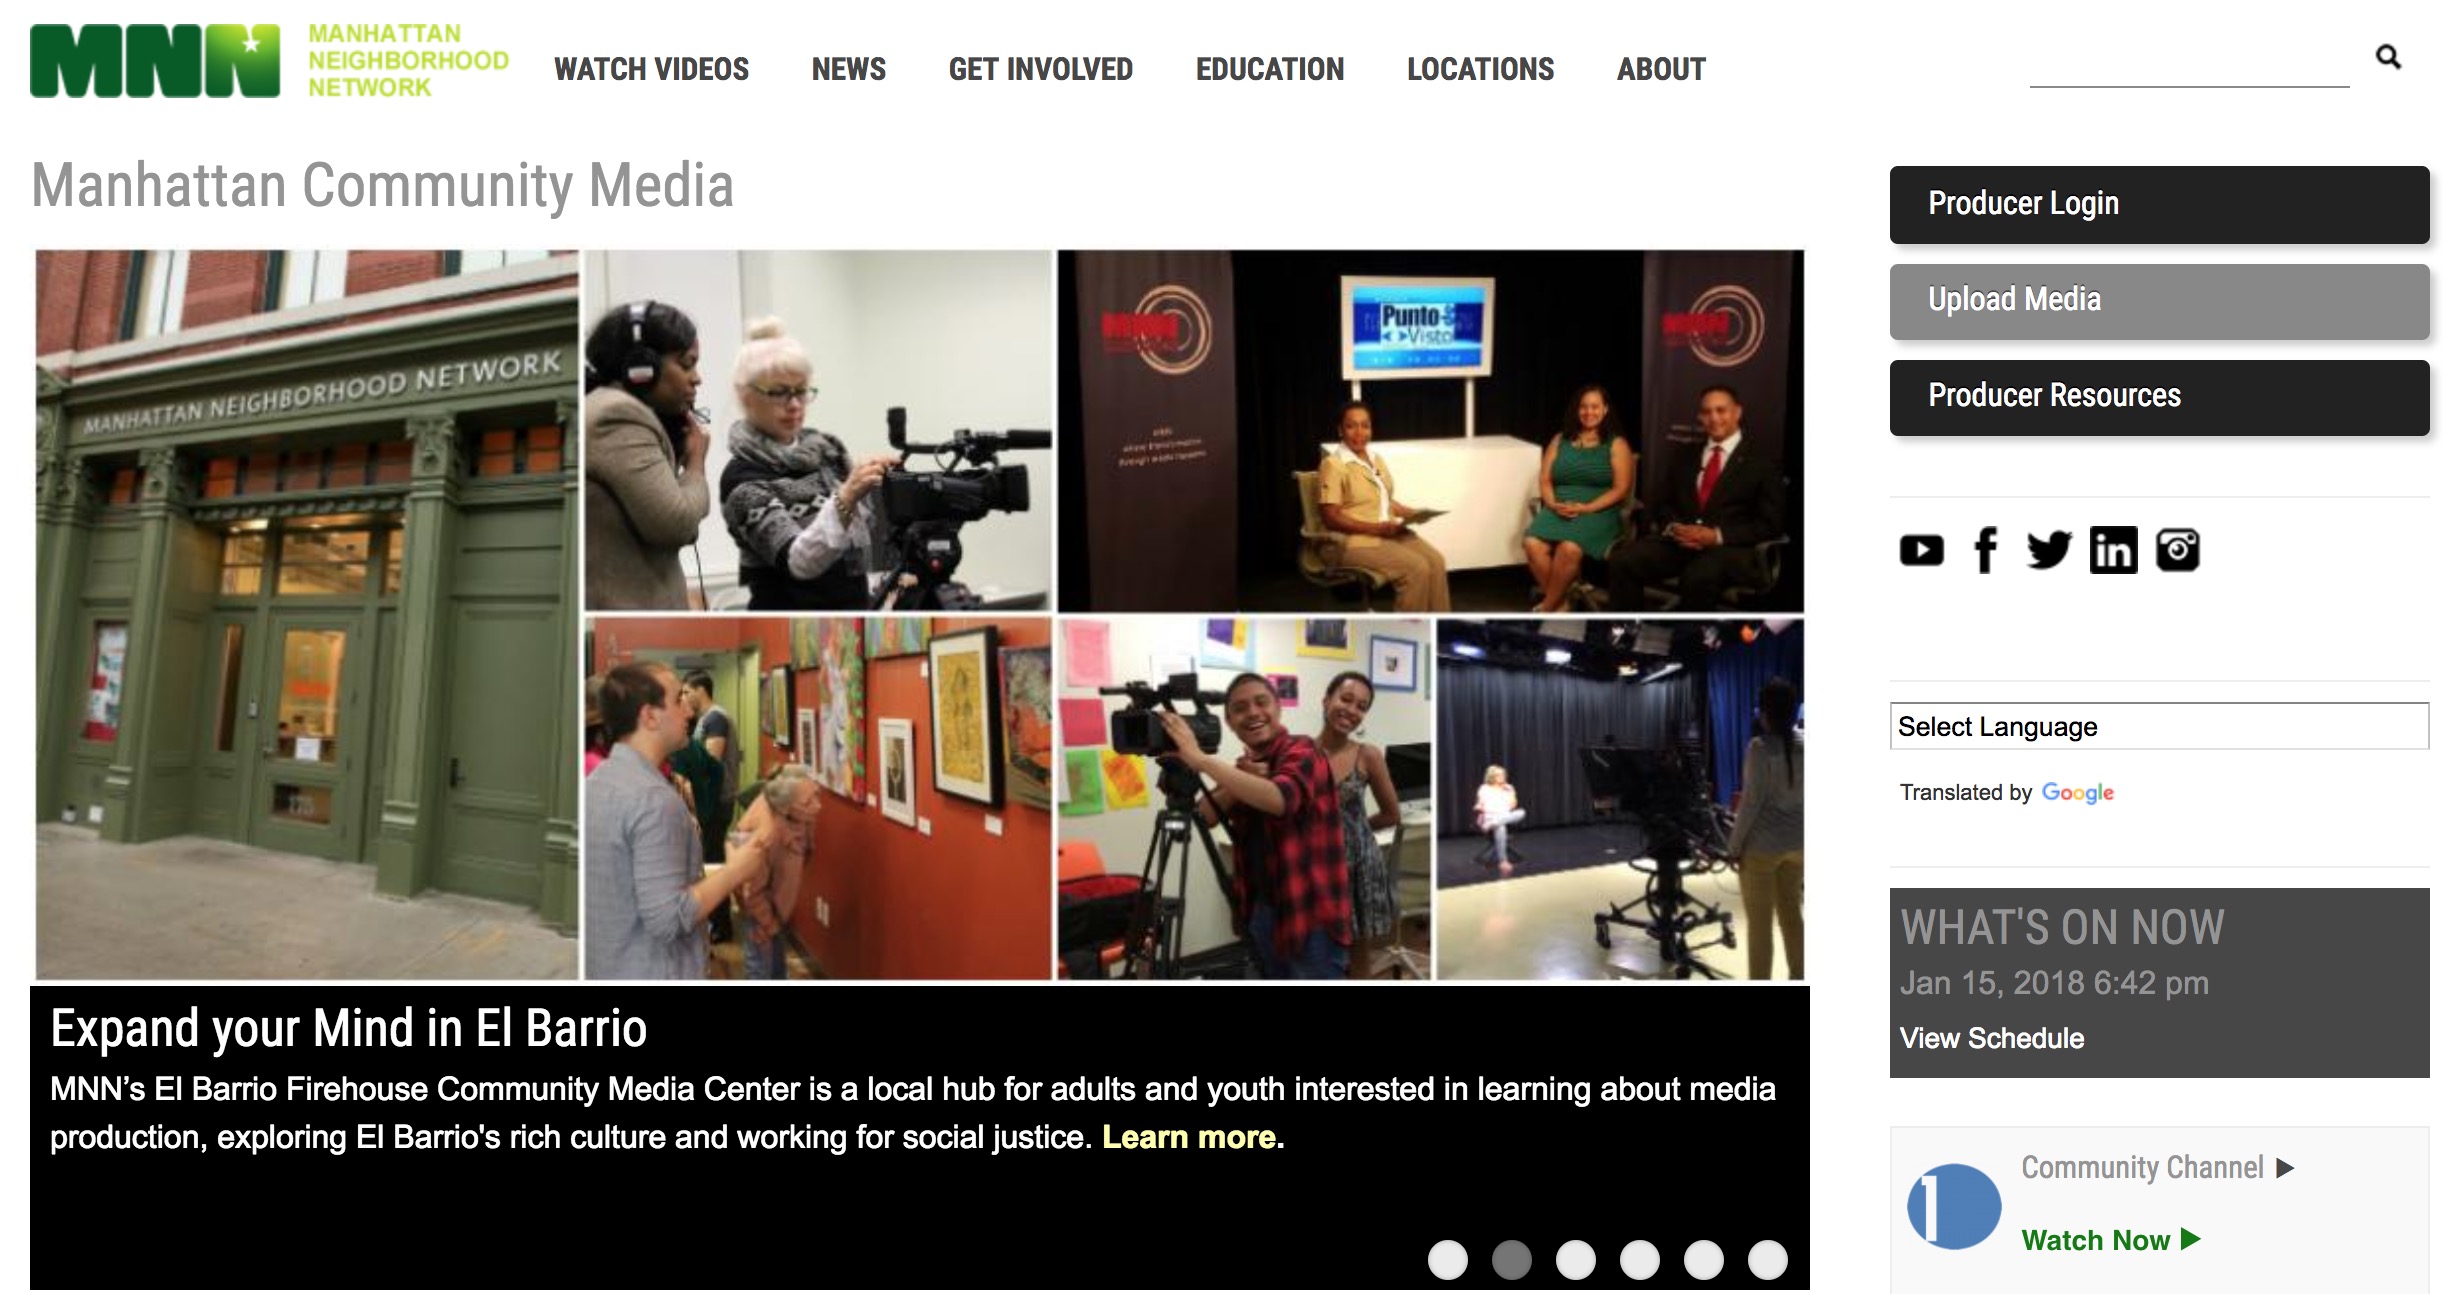 MNN
MANHATTAN
NEIGHBORHOOD
NETWORK
WATCH VIDEOS
NEWS
GET INVOLVED
EDUCATION
LOCATIONS
ABOUT
Manhattan Community Media
Producer Login
Upload Media
Producer Resources
MANHATTAN NEIGHBORHOOD NETWORK
175
MNN
Punto
Vista
MNN
in
Select Language
Translated by Google
WHAT'S ON NOW
Jan 15, 2018 6:42 pm
View Schedule
Expand your Mind in El Barrio
MNN’s El Barrio Firehouse Community Media Center is a local hub for adults and youth interested in learning about media
production, exploring El Barrio's rich culture and working for social justice. Learn more.
1
Community Channel
Watch Now